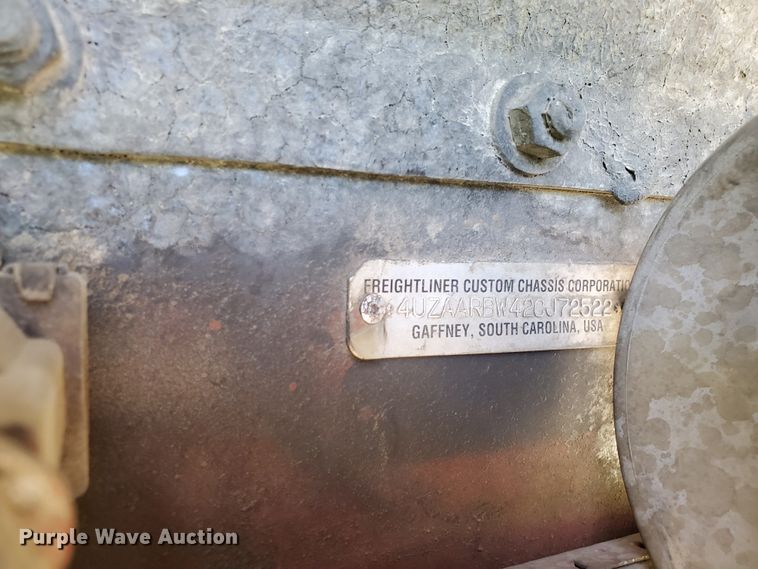 FREIGHTLINER CUSTOM CHASSIS CORPORATIO
4UZAARBW42CJ72522
GAFFNEY, SOUTH CAROLINA, USA
Purple Wave Auction